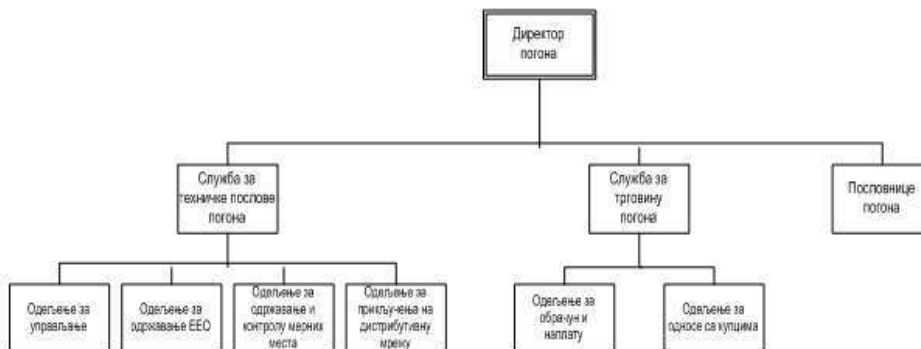 Директор
погона
Служба за
техничке послове
погона
Служба за
трговину
погона
Пословнице
погона
Одељење за
управљање
Одељење за
одржавање ЕЕО
Одељење за
одржавање и
контролу мерних
места
Одељење за
прикључења на
дистрибутивну
мрежу
Одељење за
обрачун и
наплату
Одељење за
односе са купцима